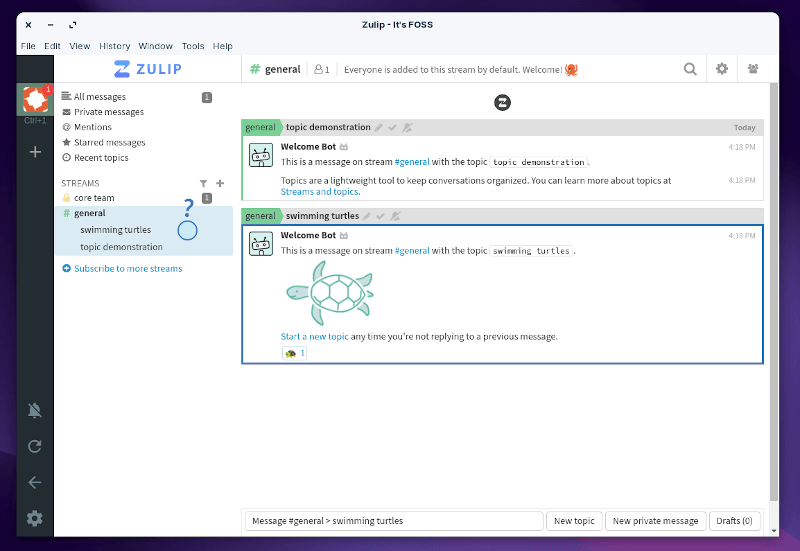 Zulip - It's FOSS
File Edit View History Window Tools Help
1
Ctrl+1
ZULIP
# general 1 Everyone is added to this stream by default. Welcome!
All messages 1
Private messages
@ Mentions
Starred messages
Recent topics
STREAMS
core team 1
?
# general
swimming turtles
topic demonstration
Subscribe to more streams
Z
general topic demonstration Today
Welcome Bot 4:18 PM
This is a message on stream #general with the topic topic demonstration .
Topics are a lightweight tool to keep conversations organized. You can learn more about topics at 4:18 PM
Streams and topics.
general swimming turtles
Welcome Bot 4:18 PM
This is a message on stream #general with the topic swimming turtles .
Start a new topic any time you're not replying to a previous message.
1
Message #general > swimming turtles New topic New private message Drafts (0)